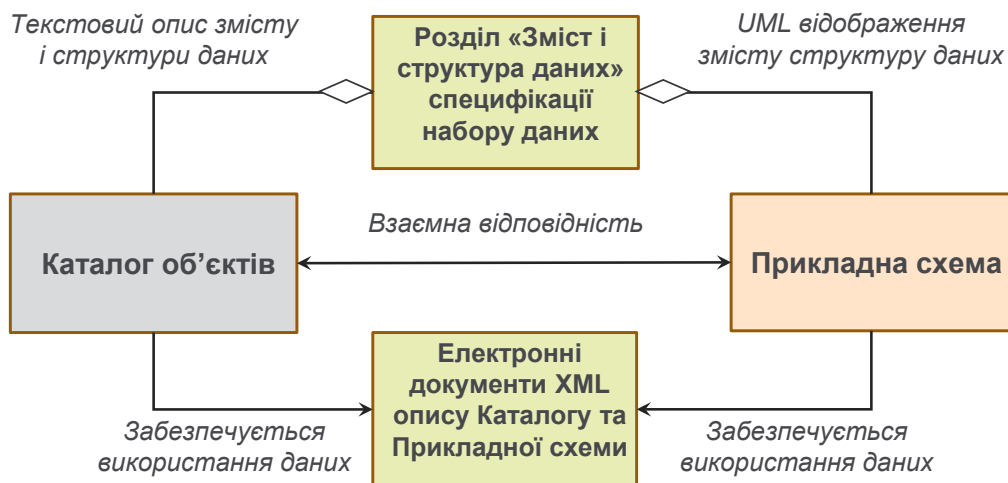 Текстовий опис змісту
і структури даних
Розділ «Зміст і
структура даних»
специфікації
набору даних
UML відображення
змісту структуру даних
Каталог об’єктів
Взаємна відповідність
Прикладна схема
Електронні
документи XML
опису Каталогу та
Прикладної схеми
Забезпечується
використання даних
Забезпечується
використання даних